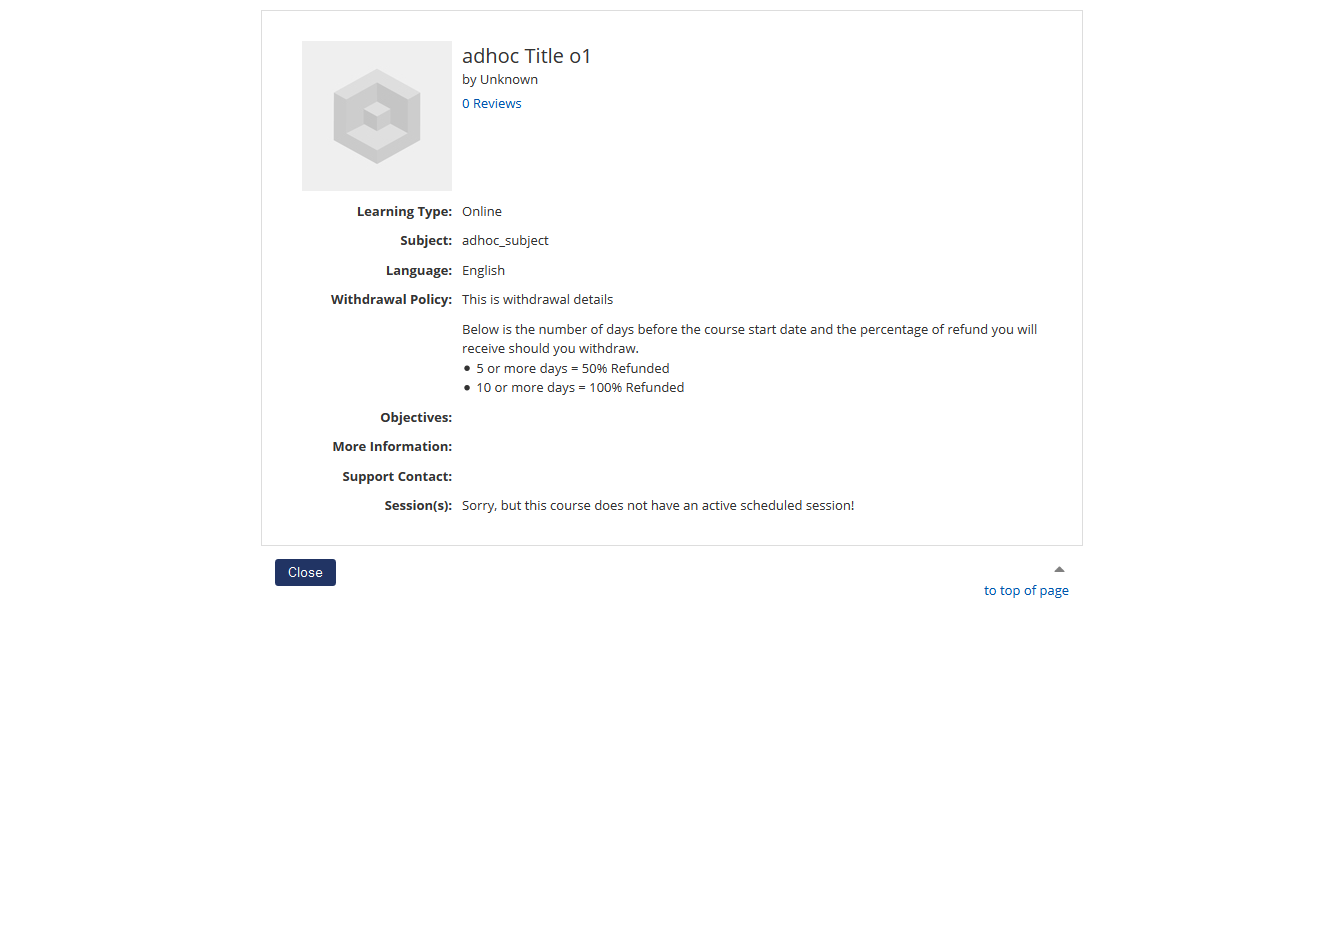 adhoc Title o1
by Unknown
0 Reviews
Learning Type: Online
Subject: adhoc_subject
Language: English
Withdrawal Policy: This is withdrawal details
Below is the number of days before the course start date and the percentage of refund you will
receive should you withdraw.
• 5 or more days = 50% Refunded
• 10 or more days = 100% Refunded
Objectives:
More Information:
Support Contact:
Session(s): Sorry, but this course does not have an active scheduled session!
Close
to top of page